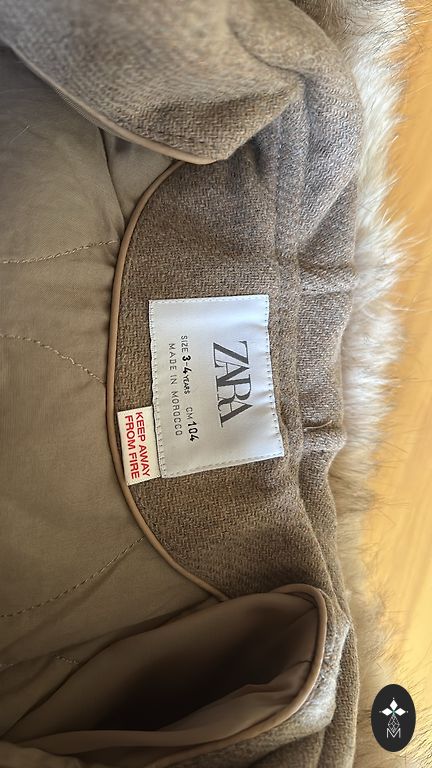 ZARA
SIZE 3-4 YEARS CM 104
MADE IN MOROCCO
KEEP AWAY
FROM FIRE